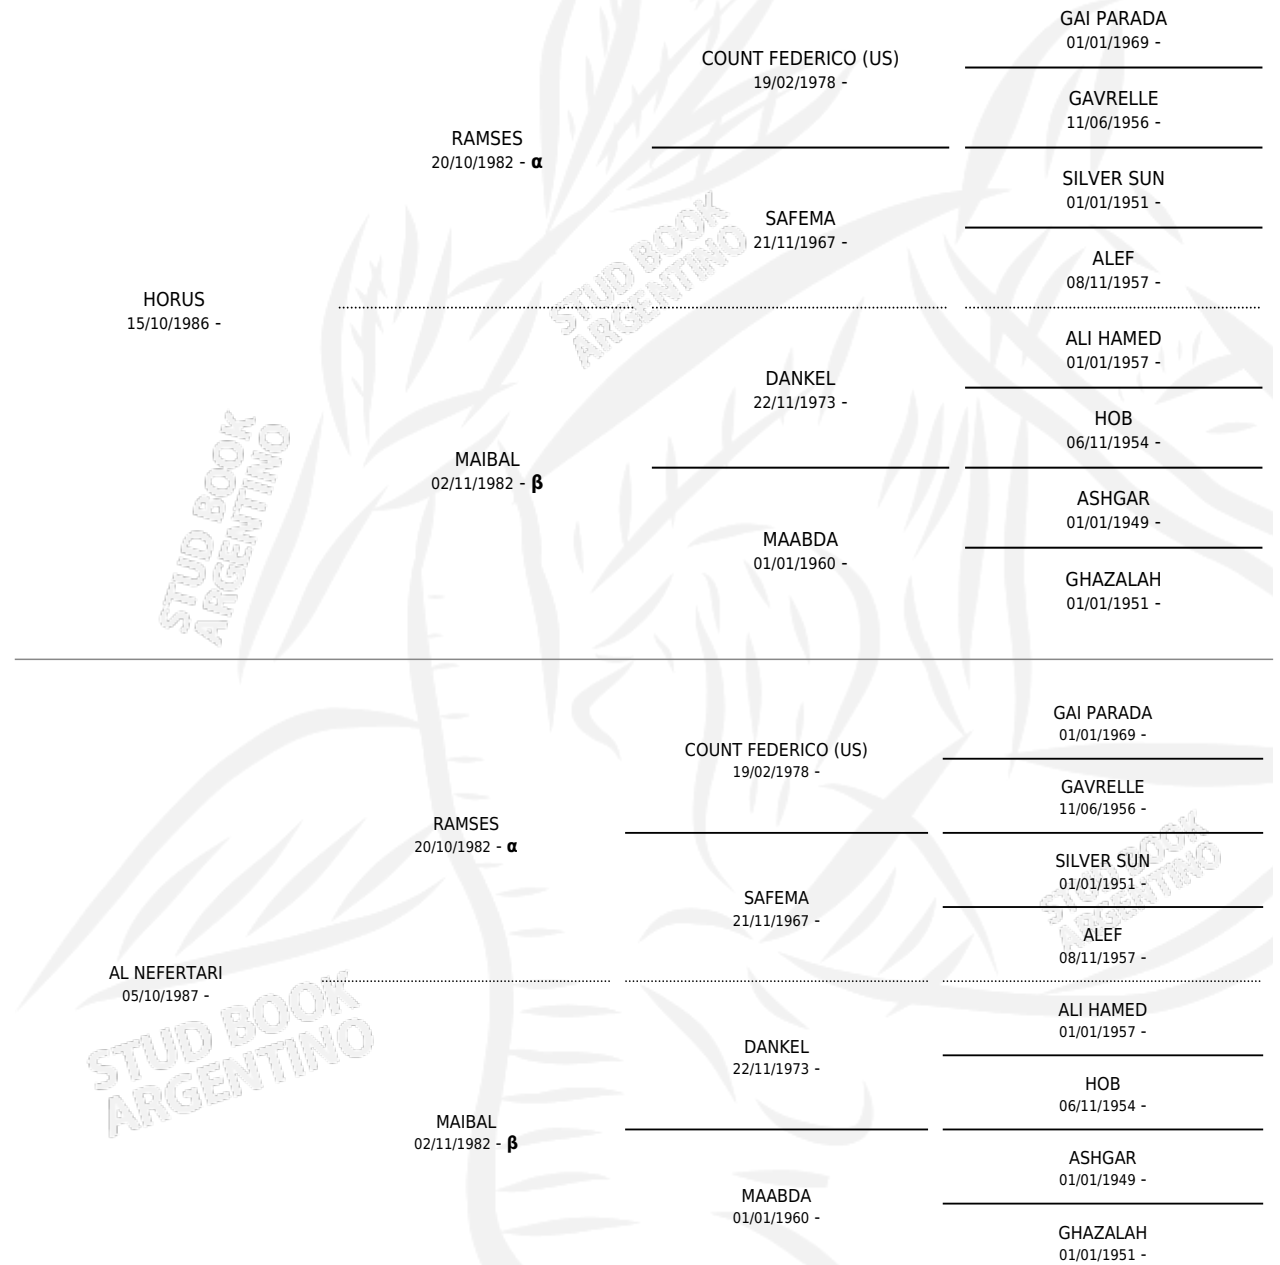 GAI PARADA
01/01/1969 -
COUNT FEDERICO (US)
19/02/1978 -
GAVRELLE
11/06/1956 -
RAMSES
20/10/1982 - α
SILVER SUN
01/01/1951 -
SAFEMA
21/11/1967 -
ALEF
08/11/1957 -
HORUS
15/10/1986 -
ALI HAMED
01/01/1957 -
DANKEL
22/11/1973 -
HOB
06/11/1954 -
MAIBAL
02/11/1982 - β
ASHGAR
01/01/1949 -
MAABDA
01/01/1960 -
GHAZALAH
01/01/1951 -
STUD BOOK
ARGENTINO
STUD BOOK
ARGENTINO
GAI PARADA
01/01/1969 -
COUNT FEDERICO (US)
19/02/1978 -
GAVRELLE
11/06/1956 -
RAMSES
20/10/1982 - α
SILVER SUN
01/01/1951 -
SAFEMA
21/11/1967 -
ALEF
08/11/1957 -
AL NEFERTARI
05/10/1987 -
ALI HAMED
01/01/1957 -
DANKEL
22/11/1973 -
HOB
06/11/1954 -
MAIBAL
02/11/1982 - β
ASHGAR
01/01/1949 -
MAABDA
01/01/1960 -
GHAZALAH
01/01/1951 -
STUD BOOK
ARGENTINO
STUD BOOK
ARGENTINO